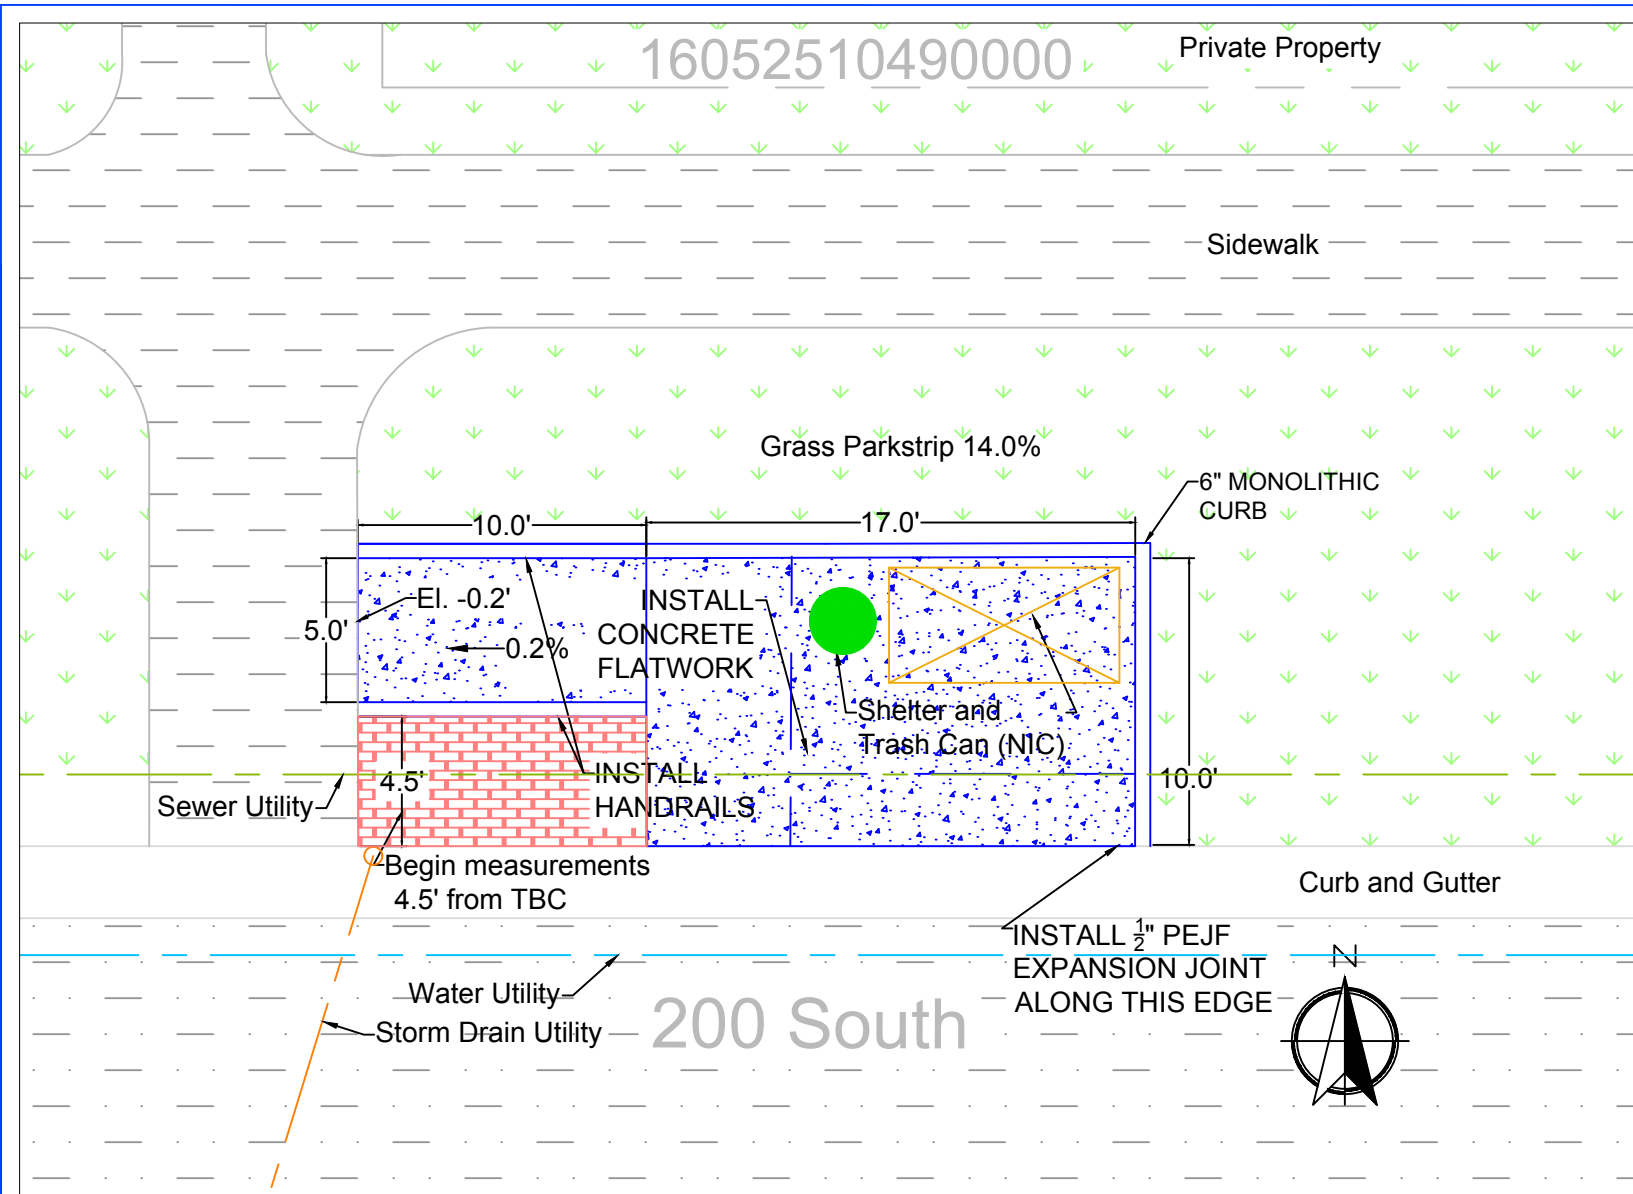 16052510490000
Private Property
Sidewalk
Grass Parkstrip 14.0%
6" MONOLITHIC
CURB
10.0'
17.0'
El. -0.2'
5.0'
0.2%
INSTALL
CONCRETE
FLATWORK
Shelter and
Trash Can (NIC)
4.5'
INSTALL
HANDRAILS
10.0'
Sewer Utility
Begin measurements
4.5' from TBC
Curb and Gutter
INSTALL 1/2" PEJF
EXPANSION JOINT
ALONG THIS EDGE
N
Water Utility
Storm Drain Utility
200 South